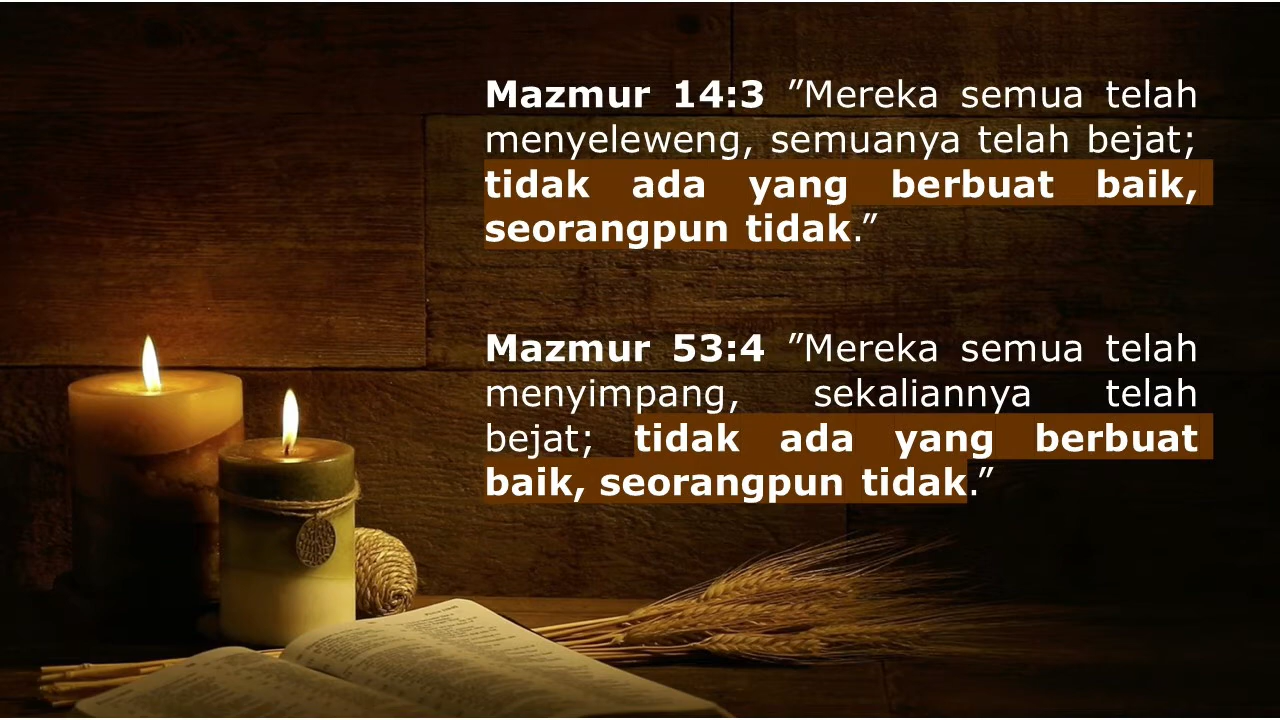 Mazmur 14:3 ”Mereka semua telah
menyeleweng, semuanya telah bejat;
tidak ada yang berbuat baik,
seorangpun tidak.”
Mazmur 53:4 ”Mereka semua telah
menyimpang, sekaliannya telah
bejat; tidak ada yang berbuat
baik, seorangpun tidak.”